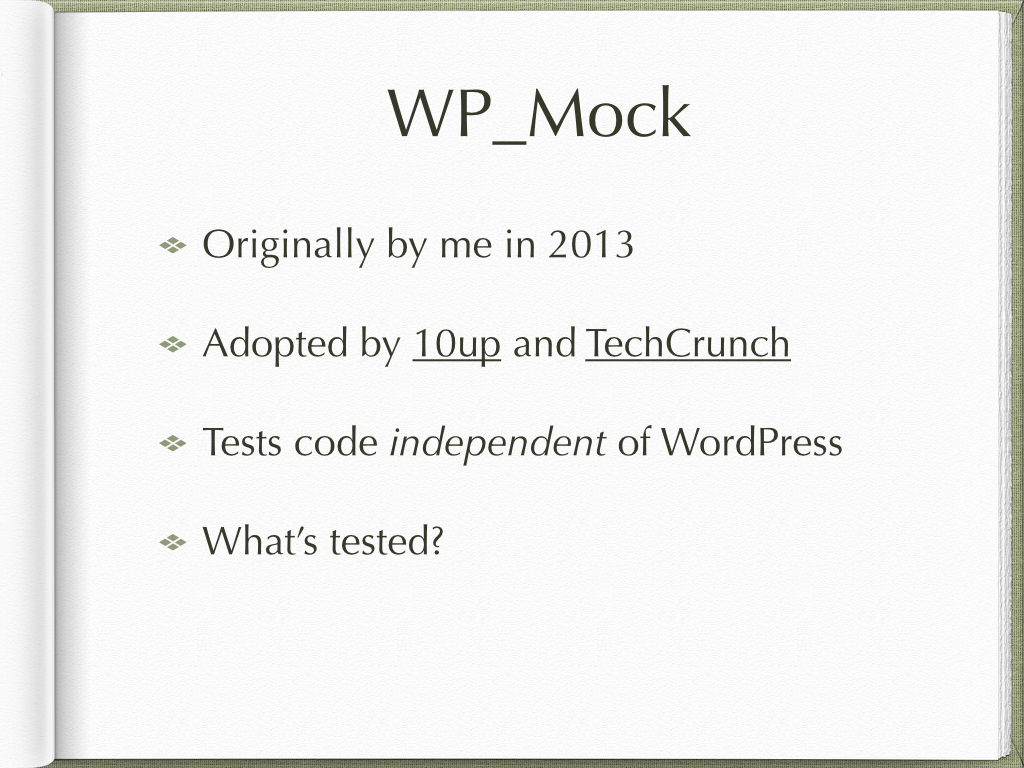 WP_Mock
Originally by me in 2013
Adopted by 10up and TechCrunch
Tests code independent of WordPress
What’s tested?